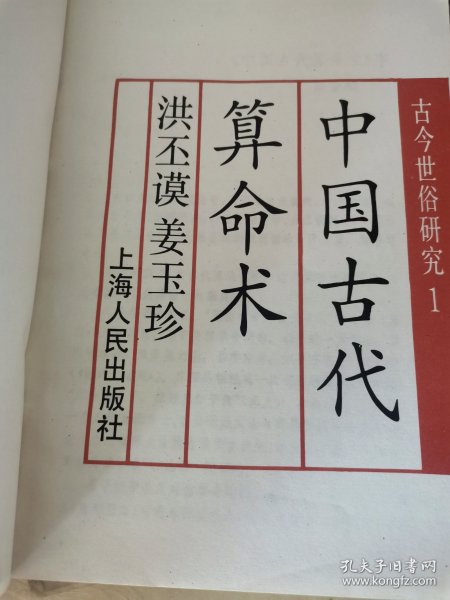 古今世俗研究 1
中国古代
算命术
洪丕谟 姜玉珍
上海人民出版社
孔夫子旧书网
www.kongfz.com